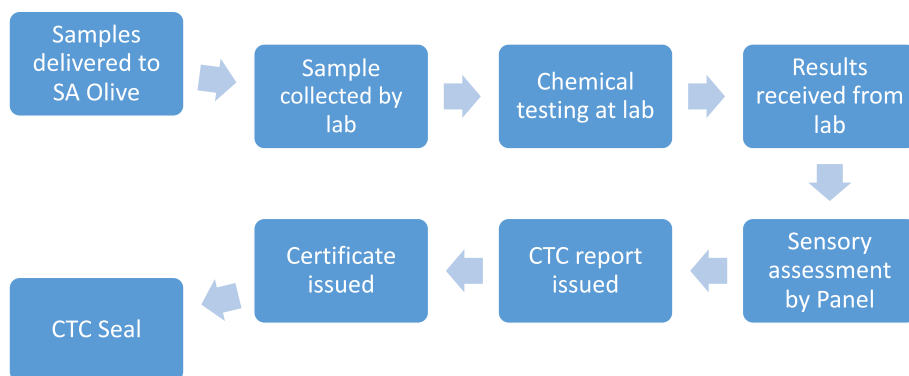 Samples
delivered to
SA Olive
Sample
collected by
lab
Chemical
testing at lab
Results
received from
lab
Sensory
assessment
by Panel
CTC report
issued
Certificate
issued
CTC Seal